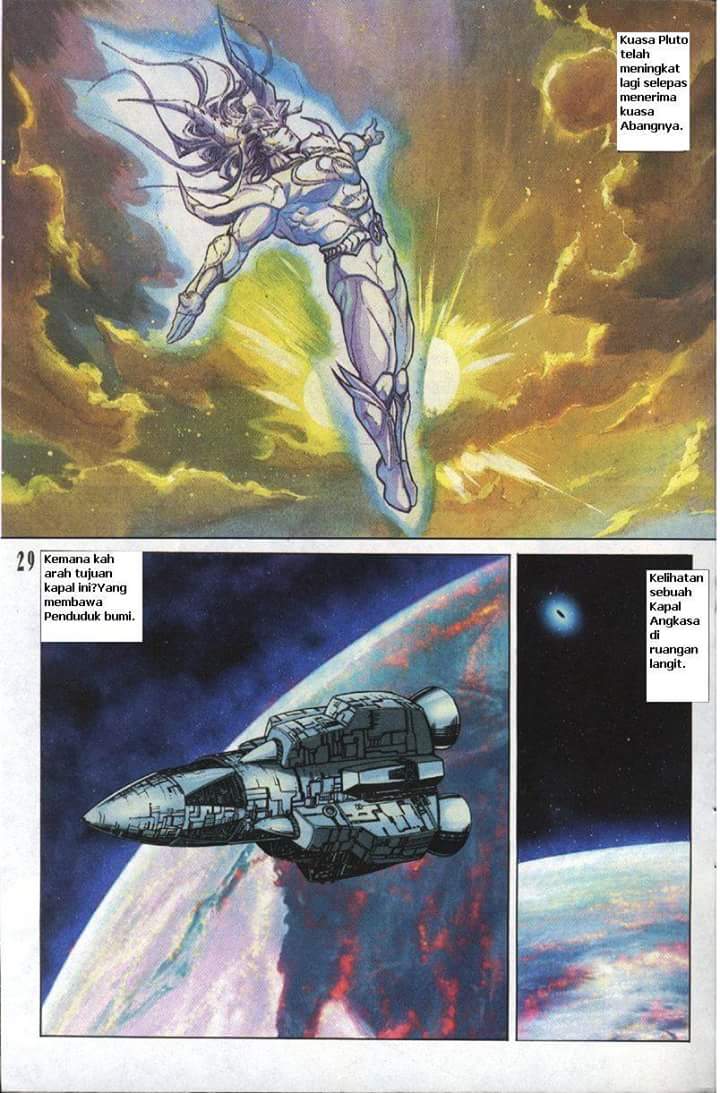 Kuasa Pluto
telah
meningkat
lagi selepas
menerima
kuasa
Abangnya.
Kelihatan
sebuah
Kapal
Angkasa
di
ruangan
langit.
29
Kemana kah
arah tujuan
kapal ini?Yang
membawa
Penduduk bumi.